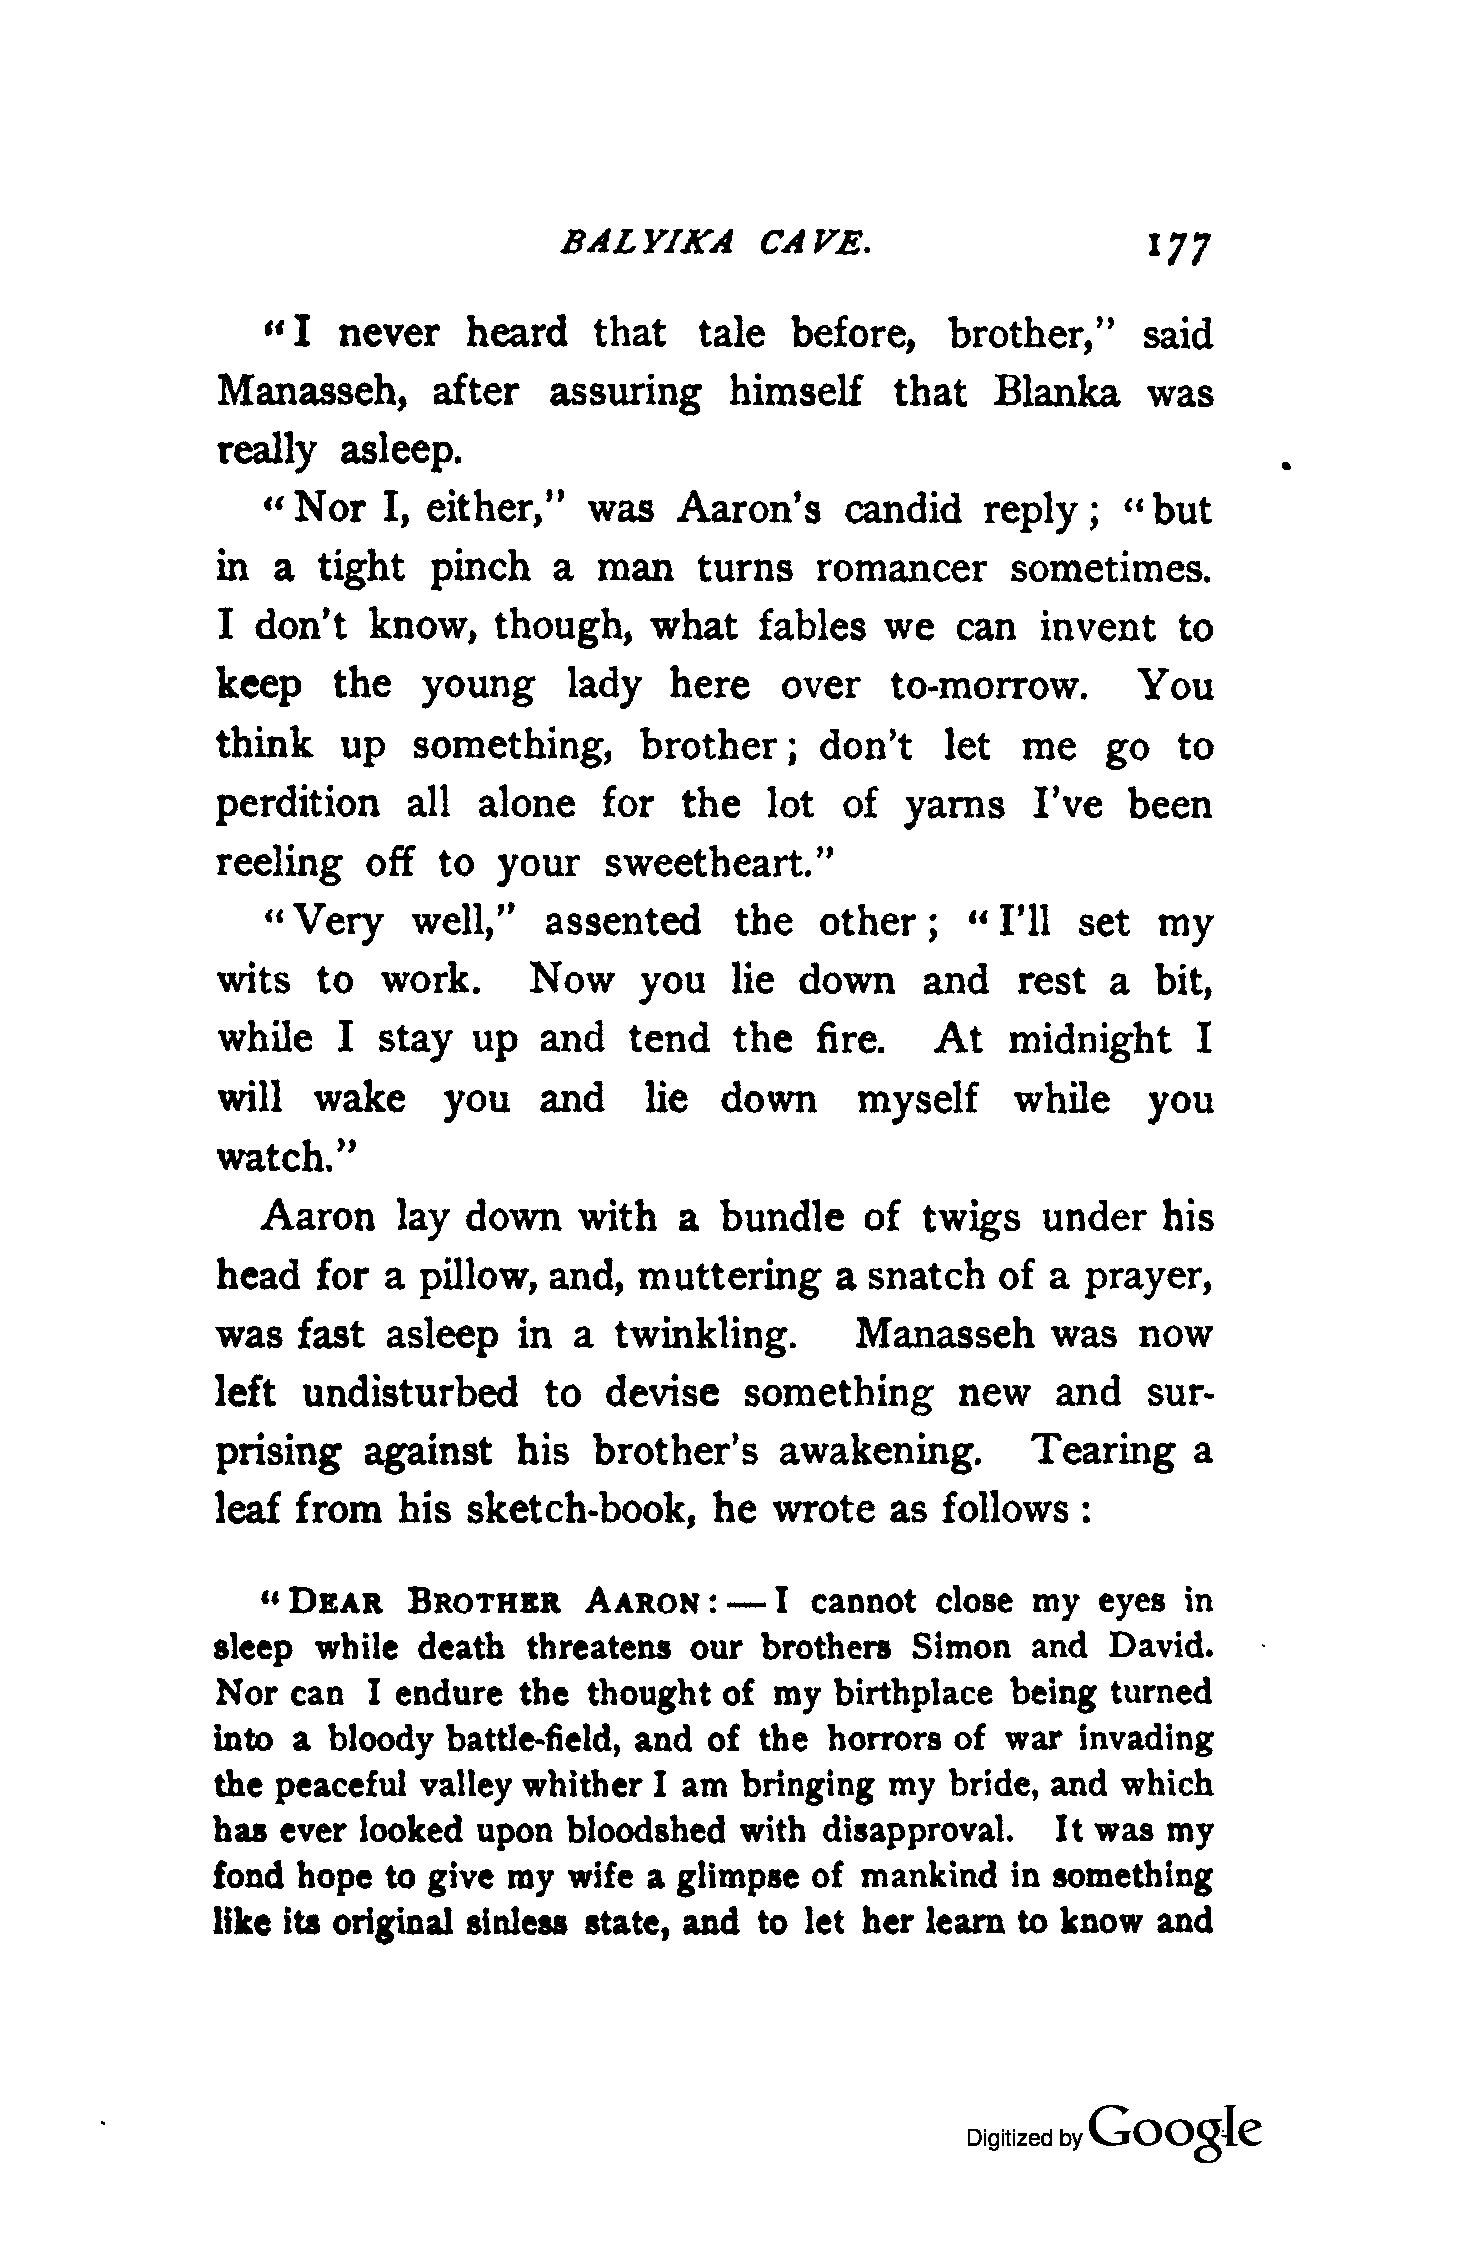 BALYIKA CAVE. 177
"I never heard that tale before, brother," said
Manasseh, after assuring himself that Blanka was
really asleep.
"Nor I, either," was Aaron's candid reply; "but
in a tight pinch a man turns romancer sometimes.
I don't know, though, what fables we can invent to
keep the young lady here over to-morrow. You
think up something, brother; don't let me go to
perdition all alone for the lot of yarns I've been
reeling off to your sweetheart."
"Very well," assented the other; "I'll set my
wits to work. Now you lie down and rest a bit,
while I stay up and tend the fire. At midnight I
will wake you and lie down myself while you
watch."
Aaron lay down with a bundle of twigs under his
head for a pillow, and, muttering a snatch of a prayer,
was fast asleep in a twinkling. Manasseh was now
left undisturbed to devise something new and sur-
prising against his brother's awakening. Tearing a
leaf from his sketch-book, he wrote as follows:
"DEAR BROTHER AARON:—I cannot close my eyes in
sleep while death threatens our brothers Simon and David.
Nor can I endure the thought of my birthplace being turned
into a bloody battle-field, and of the horrors of war invading
the peaceful valley whither I am bringing my bride, and which
has ever looked upon bloodshed with disapproval. It was my
fond hope to give my wife a glimpse of mankind in something
like its original sinless state, and to let her learn to know and
Digitized by Google